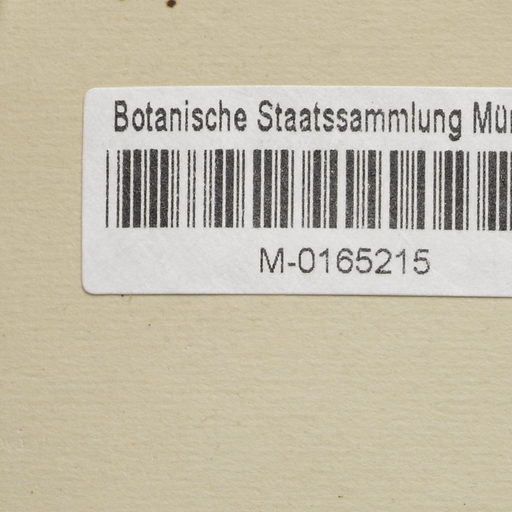 Botanische Staatssammlung Mün
M-0165215